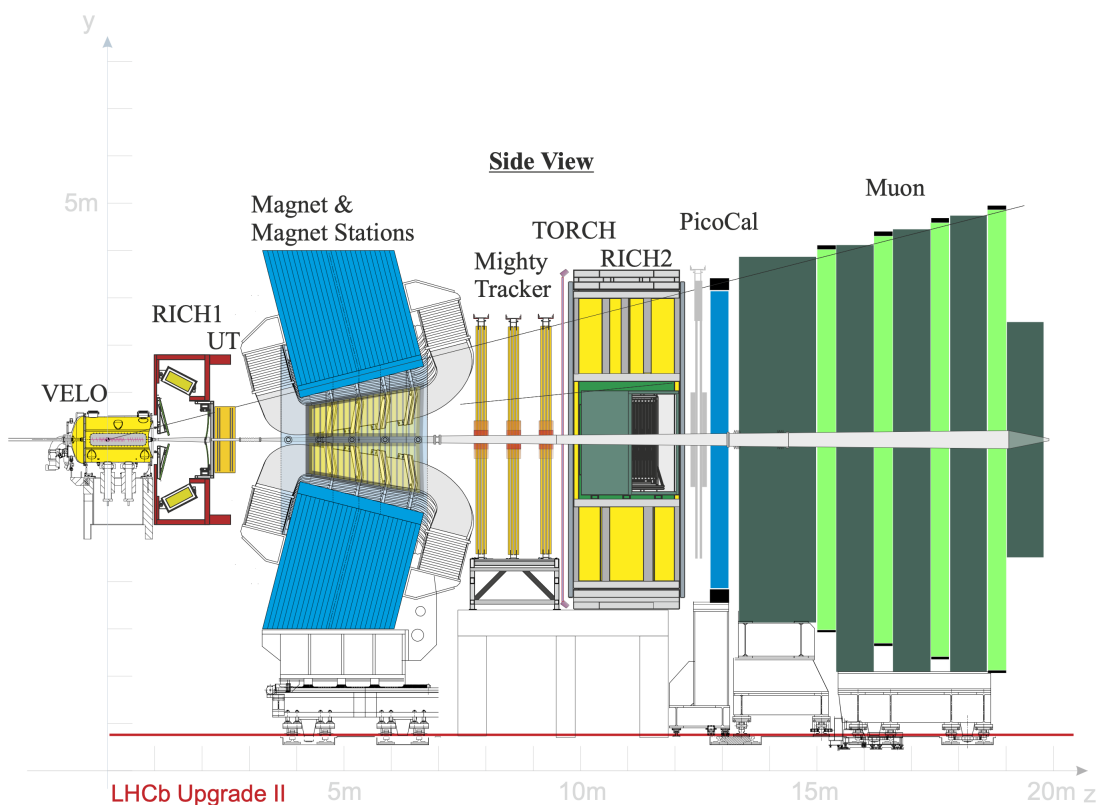 y
Side View
5m
Magnet &
Magnet Stations
Muon
PicoCal
TORCH
RICH2
Mighty
Tracker
RICH1
UT
VELO
LHCb Upgrade II
5m
10m
15m
20m
z